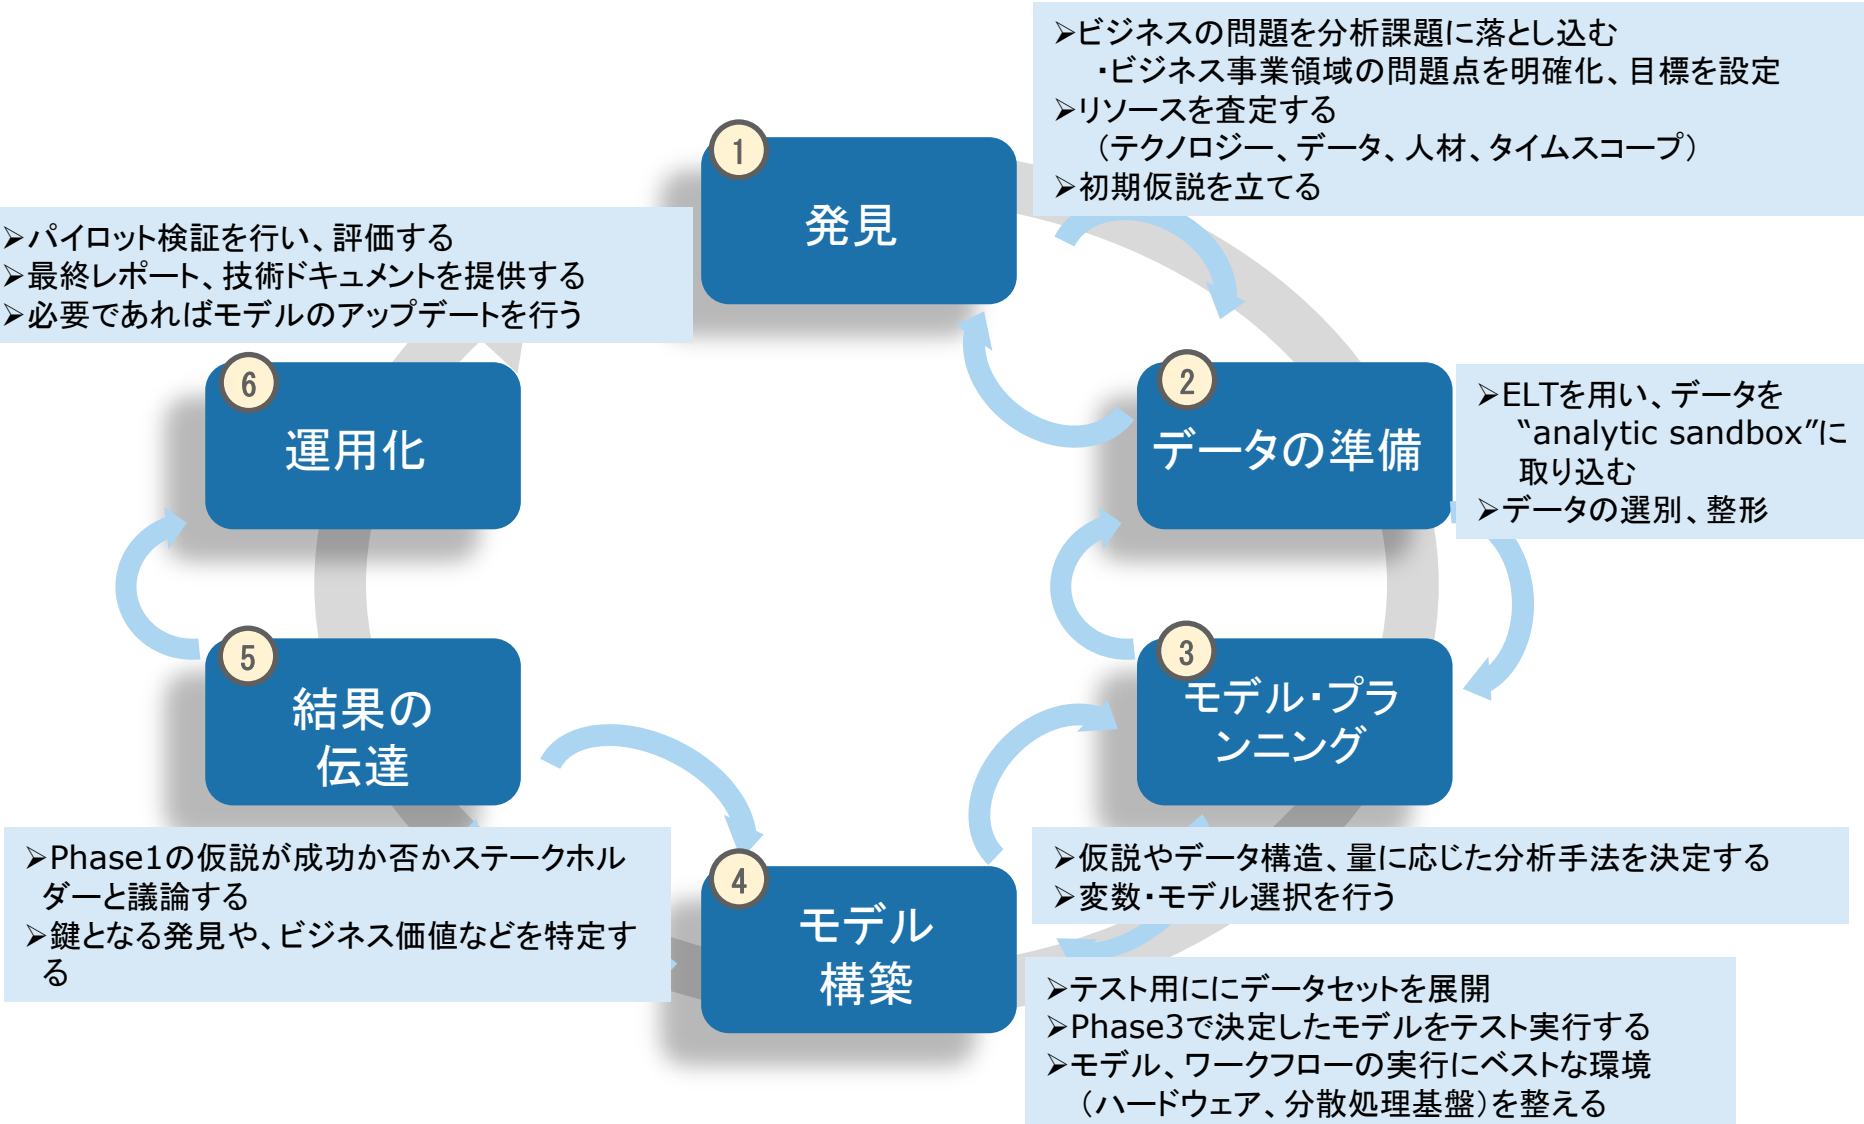 ➢ビジネスの問題を分析課題に落とし込む
・ビジネス事業領域の問題点を明確化、目標を設定
➢リソースを査定する
（テクノロジー、データ、人材、タイムスコープ）
➢初期仮説を立てる
1
発見
➢パイロット検証を行い、評価する
➢最終レポート、技術ドキュメントを提供する
➢必要であればモデルのアップデートを行う
6
運用化
2
データの準備
➢ELTを用い、データを
“analytic sandbox”に
取り込む
➢データの選別、整形
5
結果の
伝達
3
モデル・プラ
ンニング
➢Phase1の仮説が成功か否かステークホル
ダーと議論する
➢鍵となる発見や、ビジネス価値などを特定す
る
4
モデル
構築
➢仮説やデータ構造、量に応じた分析手法を決定する
➢変数・モデル選択を行う
➢テスト用ににデータセットを展開
➢Phase3で決定したモデルをテスト実行する
➢モデル、ワークフローの実行にベストな環境
（ハードウェア、分散処理基盤）を整える